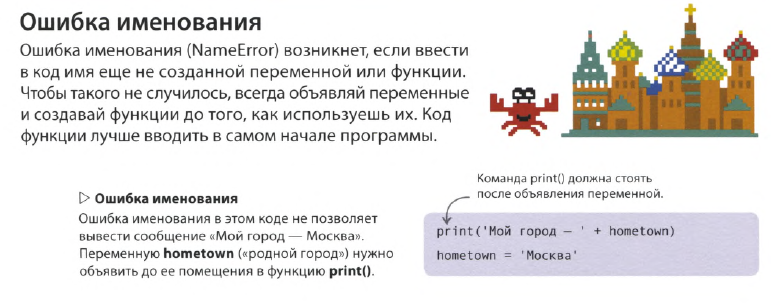 Ошибка именования
Ошибка именования (NameError) возникнет, если ввести
в код имя еще не созданной переменной или функции.
Чтобы такого не случилось, всегда объявляй переменные
и создавай функции до того, как используешь их. Код
функции лучше вводить в самом начале программы.
▷ Ошибка именования
Ошибка именования в этом коде не позволяет
вывести сообщение «Мой город — Москва».
Переменную hometown («родной город») нужно
объявить до ее помещения в функцию print().
Команда print() должна стоять
после объявления переменной.
print('Мой город — ' + hometown)
hometown = 'Москва'